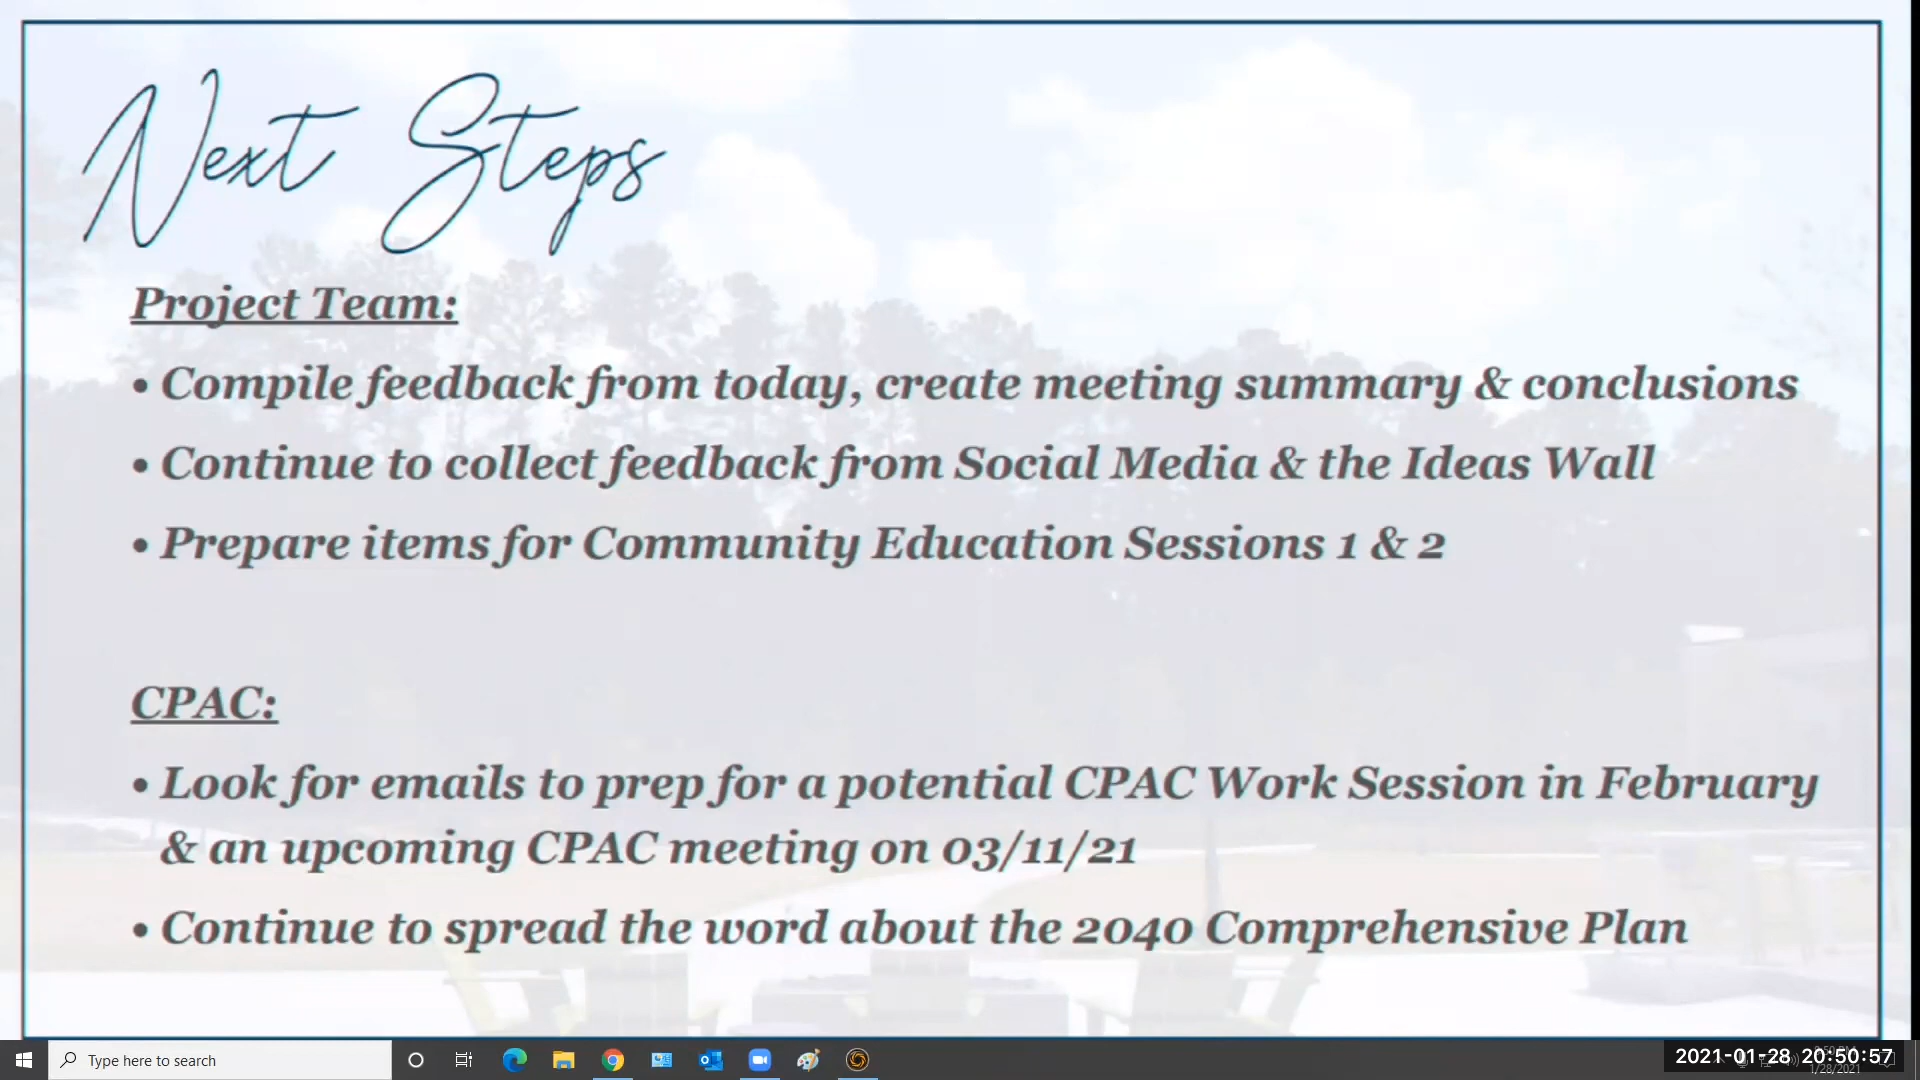 Next Steps
Project Team:
• Compile feedback from today, create meeting summary & conclusions
• Continue to collect feedback from Social Media & the Ideas Wall
• Prepare items for Community Education Sessions 1 & 2
CPAC:
• Look for emails to prep for a potential CPAC Work Session in February
& an upcoming CPAC meeting on 03/11/21
• Continue to spread the word about the 2040 Comprehensive Plan
Type here to search
2021-01-28 20:50:57
1/28/2021